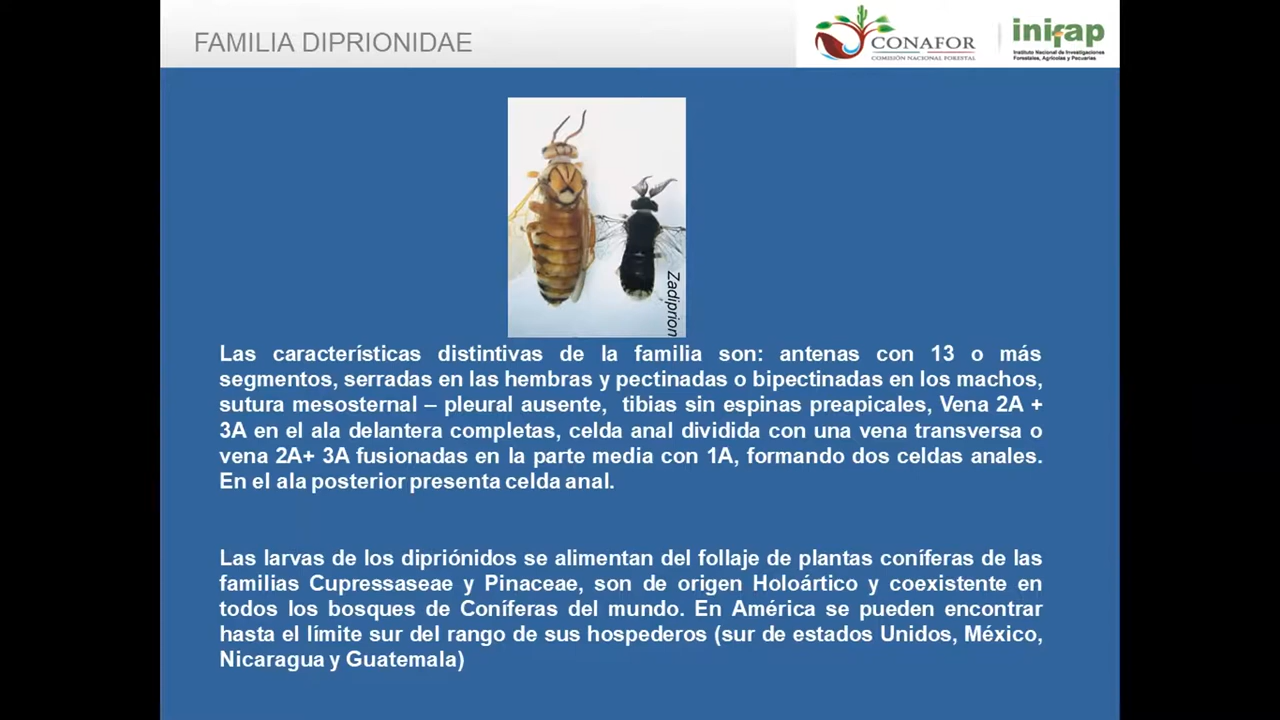 FAMILIA DIPRIONIDAE
CONAFOR
COMISIÓN NACIONAL FORESTAL
inifap
Instituto Nacional de Investigaciones
Forestales, Agrícolas y Pecuarias
Zadiprion
Las características distintivas de la familia son: antenas con 13 o más
segmentos, serradas en las hembras y pectinadas o bipectinadas en los machos,
sutura mesosternal – pleural ausente, tibias sin espinas preapicales, Vena 2A +
3A en el ala delantera completas, celda anal dividida con una vena transversa o
vena 2A+ 3A fusionadas en la parte media con 1A, formando dos celdas anales.
En el ala posterior presenta celda anal.
Las larvas de los dipriónidos se alimentan del follaje de plantas coníferas de las
familias Cupressaseae y Pinaceae, son de origen Holoártico y coexistente en
todos los bosques de Coníferas del mundo. En América se pueden encontrar
hasta el límite sur del rango de sus hospederos (sur de estados Unidos, México,
Nicaragua y Guatemala)